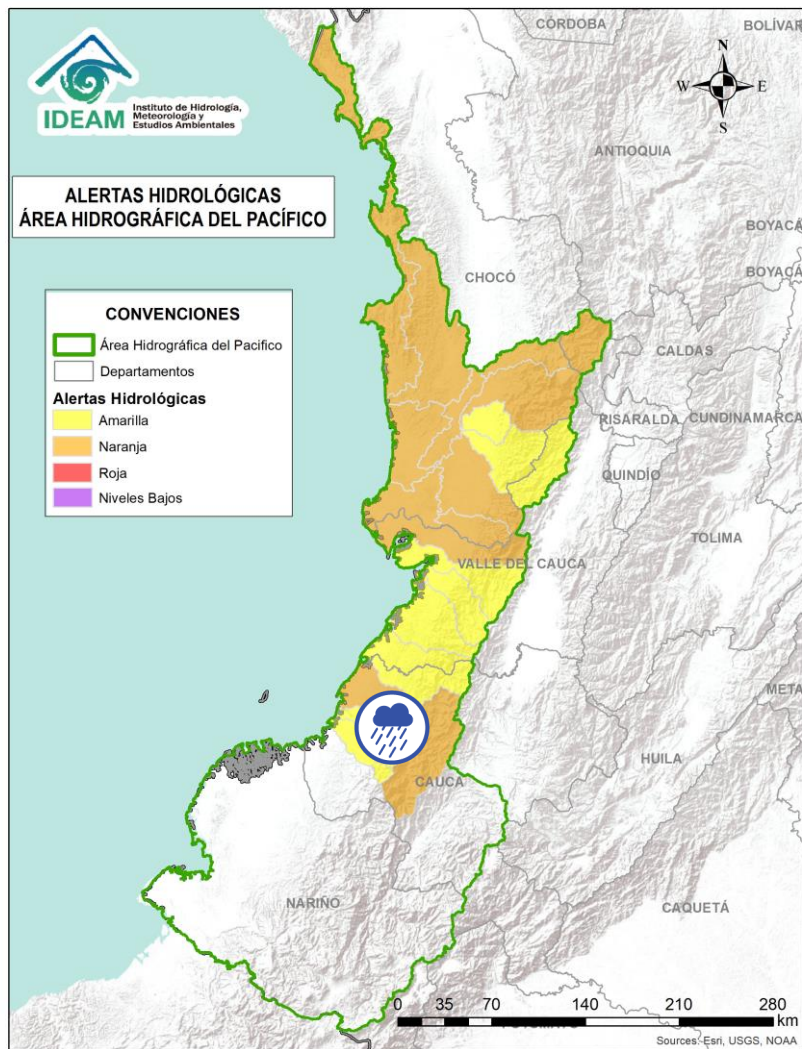 IDEAM
Instituto de Hidrología,
Meteorología y
Estudios Ambientales
CÓRDOBA
BOLÍVAR
N
W
E
S
ALERTAS HIDROLÓGICAS
ÁREA HIDROGRÁFICA DEL PACÍFICO
ANTIOQUIA
BOYACÁ
BOYACÁ
CHOCÓ
CONVENCIONES
Área Hidrográfica del Pacifico
Departamentos
Alertas Hidrológicas
Amarilla
Naranja
Roja
Niveles Bajos
CALDAS
RISARALDA
CUNDINAMARCA
QUINDÍO
TOLIMA
VALLE DEL CAUCA
META
HUILA
CAUCA
NARIÑO
CAQUETÁ
0 35 70 140 210 280
km
Sources: Esri, USGS, NOAA